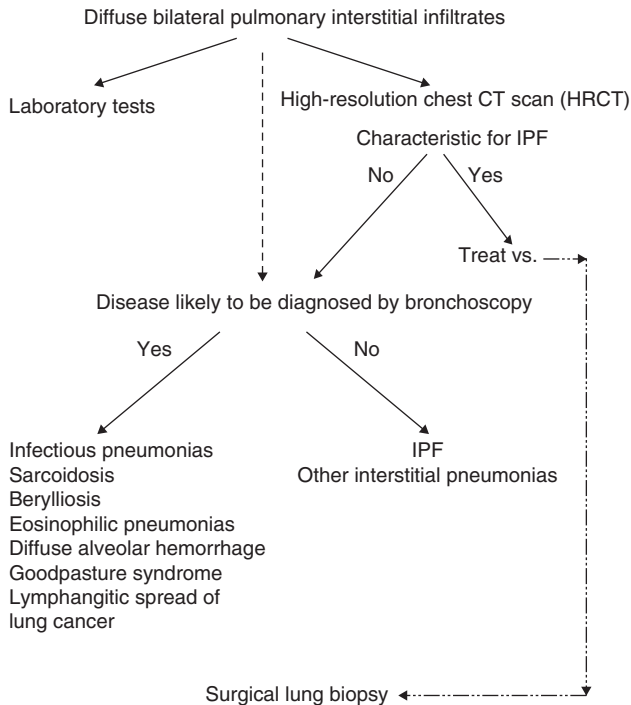 Diffuse bilateral pulmonary interstitial infiltrates
Laboratory tests
High-resolution chest CT scan (HRCT)
Characteristic for IPF
No
Yes
Treat vs.
Disease likely to be diagnosed by bronchoscopy
Yes
No
Infectious pneumonias
Sarcoidosis
Berylliosis
Eosinophilic pneumonias
Diffuse alveolar hemorrhage
Goodpasture syndrome
Lymphangitic spread of
lung cancer
IPF
Other interstitial pneumonias
Surgical lung biopsy